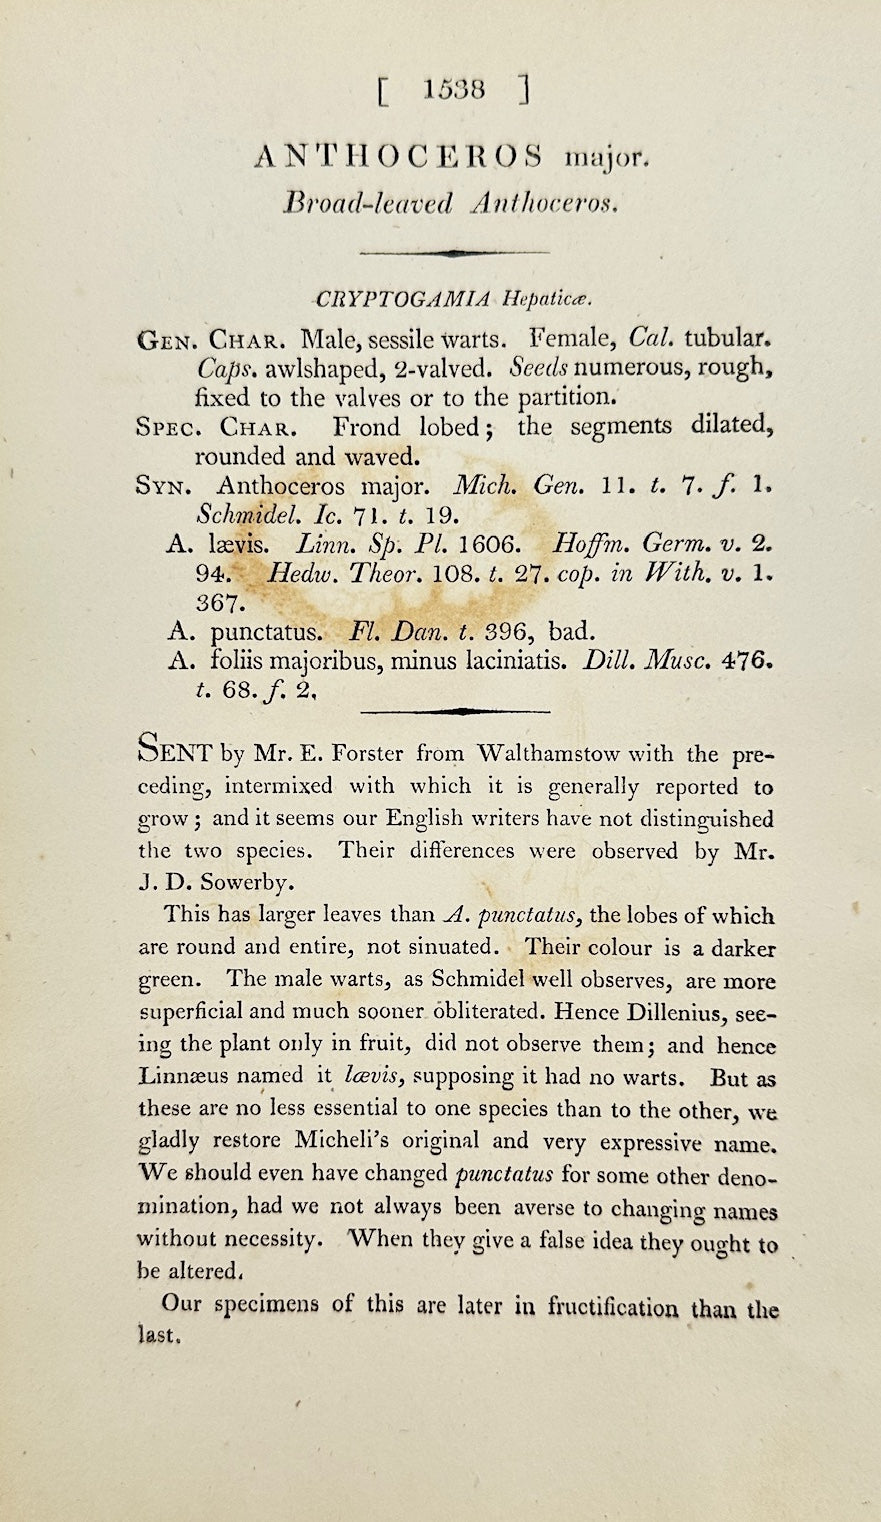 [ 1538 ]
ANTHOCEROS major.
Broad-leaved Anthoceros.
CRYPTOGAMIA Hepaticæ.
GEN. CHAR. Male, sessile warts. Female, Cal. tubular.
Caps. awlshaped, 2-valved. Seeds numerous, rough,
fixed to the valves or to the partition.
SPEC. CHAR. Frond lobed; the segments dilated,
rounded and waved.
SYN. Anthoceros major. Mich. Gen. 11. t. 7. f. 1.
Schmidel. Ic. 71. t. 19.
A. lævis. Linn. Sp. Pl. 1606. Hoffm. Germ. v. 2.
94. Hedw. Theor. 108. t. 27. cop. in With. v. 1.
367.
A. punctatus. Fl. Dan. t. 396, bad.
A. foliis majoribus, minus laciniatis. Dill. Musc. 476.
t. 68. f. 2.
SENT by Mr. E. Forster from Walthamstow with the pre-
ceding, intermixed with which it is generally reported to
grow; and it seems our English writers have not distinguished
the two species. Their differences were observed by Mr.
J. D. Sowerby.
This has larger leaves than A. punctatus, the lobes of which
are round and entire, not sinuated. Their colour is a darker
green. The male warts, as Schmidel well observes, are more
superficial and much sooner obliterated. Hence Dillenius, see-
ing the plant only in fruit, did not observe them; and hence
Linnæus named it lævis, supposing it had no warts. But as
these are no less essential to one species than to the other, we
gladly restore Micheli's original and very expressive name.
We should even have changed punctatus for some other deno-
mination, had we not always been averse to changing names
without necessity. When they give a false idea they ought to
be altered.
Our specimens of this are later in fructification than the
last.